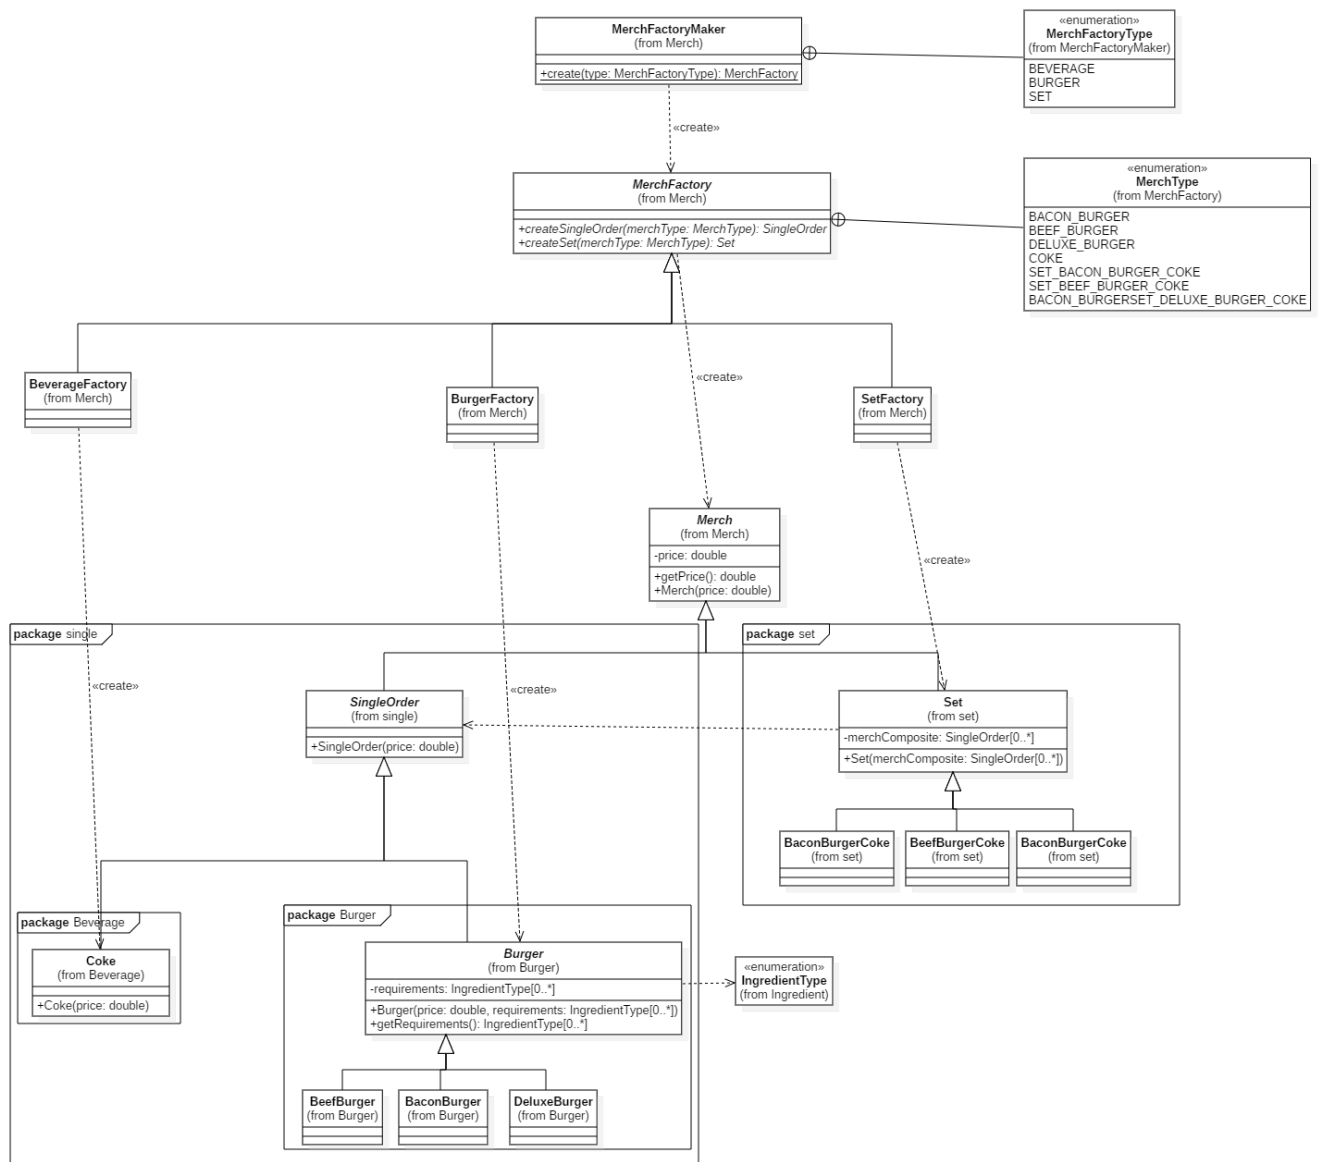 MerchFactoryMaker
(from Merch)
+create(type: MerchFactoryType): MerchFactory
«enumeration»
MerchFactoryType
(from MerchFactoryMaker)
BEVERAGE
BURGER
SET
«create»
MerchFactory
(from Merch)
+createSingleOrder(merchType: MerchType): SingleOrder
+createSet(merchType: MerchType): Set
«enumeration»
MerchType
(from MerchFactory)
BACON_BURGER
BEEF_BURGER
DELUXE_BURGER
COKE
SET_BACON_BURGER_COKE
SET_BEEF_BURGER_COKE
BACON_BURGERSET_DELUXE_BURGER_COKE
BeverageFactory
(from Merch)
BurgerFactory
(from Merch)
«create»
SetFactory
(from Merch)
Merch
(from Merch)
-price: double
+getPrice(): double
+Merch(price: double)
«create»
package single
package set
«create»
SingleOrder
(from single)
+SingleOrder(price: double)
«create»
Set
(from set)
-merchComposite: SingleOrder[0..*]
+Set(merchComposite: SingleOrder[0..*])
BaconBurgerCoke
(from set)
BeefBurgerCoke
(from set)
BaconBurgerCoke
(from set)
package Beverage
Coke
(from Beverage)
+Coke(price: double)
package Burger
Burger
(from Burger)
-requirements: IngredientType[0..*]
+Burger(price: double, requirements: IngredientType[0..*])
+getRequirements(): IngredientType[0..*]
«enumeration»
IngredientType
(from Ingredient)
BeefBurger
(from Burger)
BaconBurger
(from Burger)
DeluxeBurger
(from Burger)